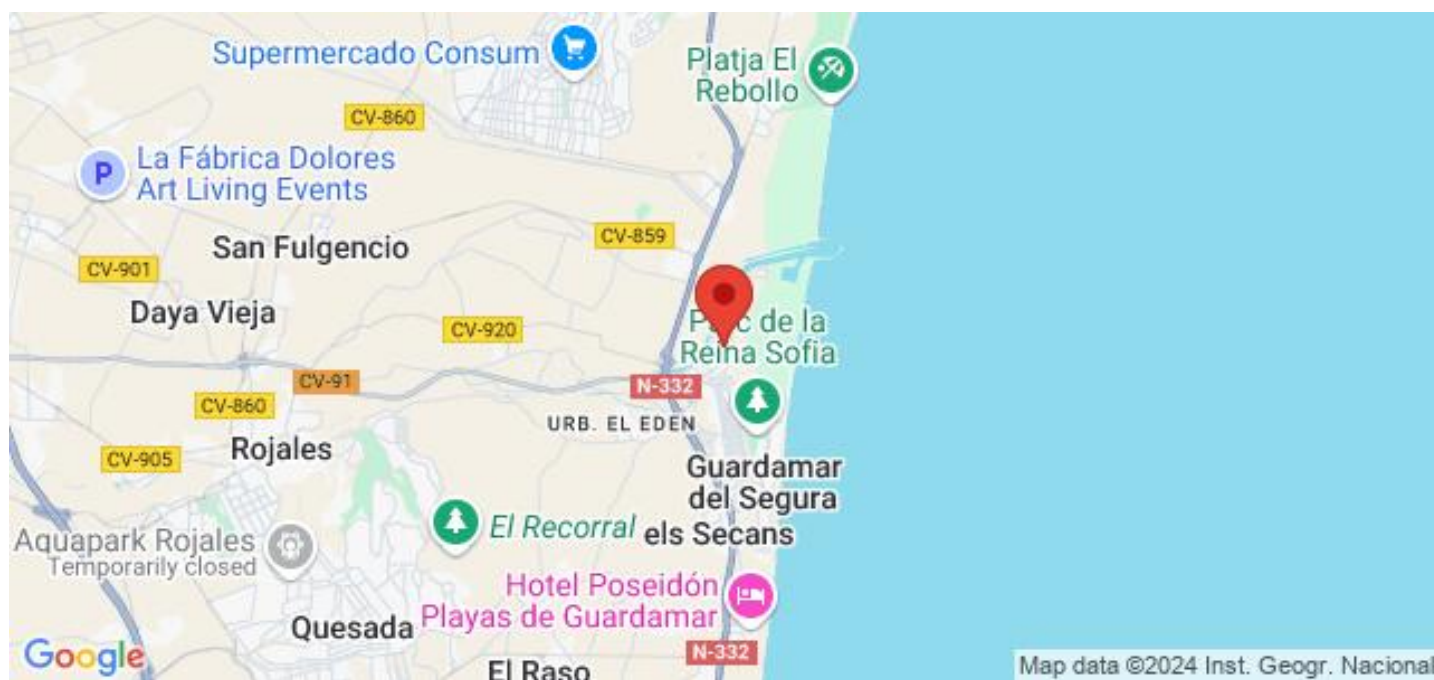 Supermercado Consum
Platja El
Rebollo
CV-860
La Fábrica Dolores
Art Living Events
P
San Fulgencio
CV-859
CV-901
Daya Vieja
CV-920
Parc de la
Reina Sofia
CV-91
N-332
CV-860
URB. EL EDEN
Rojales
CV-905
Guardamar
del Segura
El Recorral
els Secans
Aquapark Rojales
Temporarily closed
Hotel Poseidón
Playas de Guardamar
Quesada
N-332
El Raso
Google
Map data ©2024 Inst. Geogr. Nacional